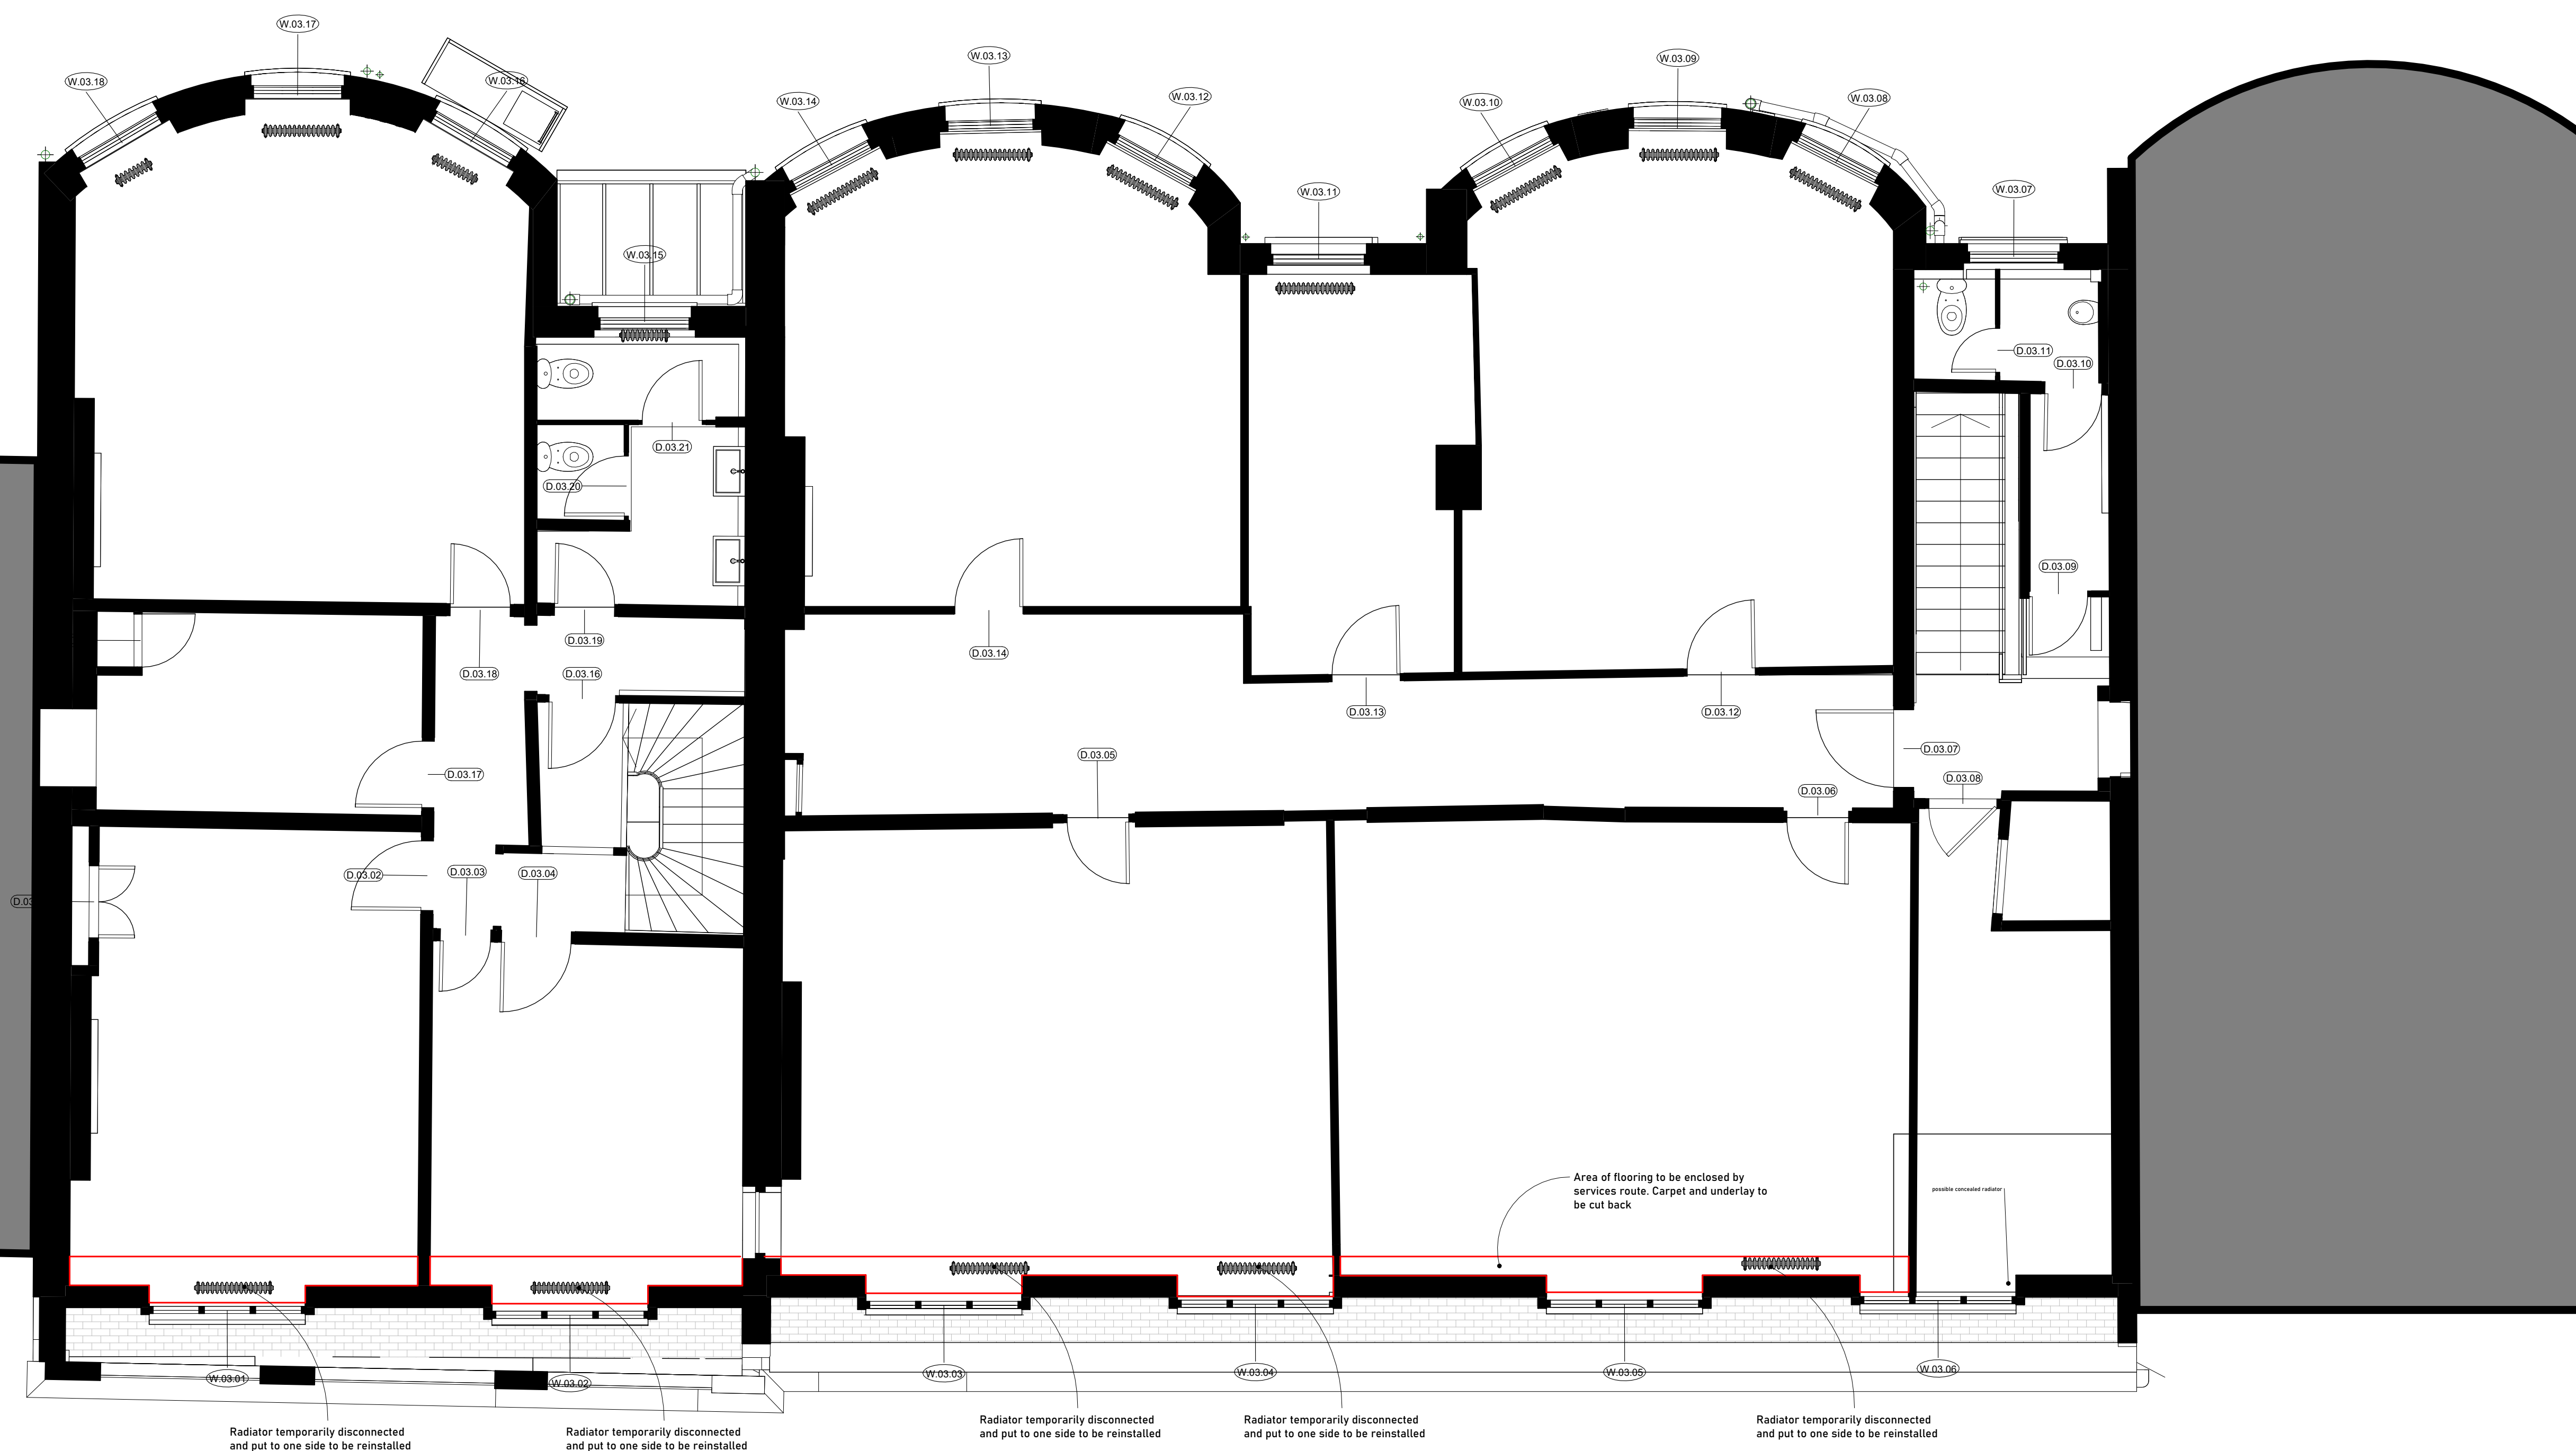 W.03.17
W.03.18
W.03.16
W.03.13
W.03.14
W.03.12
W.03.09
W.03.10
W.03.08
W.03.11
W.03.07
W.03.15
D.03.11
D.03.10
D.03.21
D.03.20
D.03.09
D.03.19
D.03.18
D.03.16
D.03.14
D.03.13
D.03.12
D.03.07
D.03.05
D.03.17
D.03.08
D.03.06
D.03.02
D.03.03
D.03.04
Area of flooring to be enclosed by
services route. Carpet and underlay to
be cut back
possible concealed radiator
W.03.01
W.03.02
W.03.03
W.03.04
W.03.05
W.03.06
Radiator temporarily disconnected
and put to one side to be reinstalled
Radiator temporarily disconnected
and put to one side to be reinstalled
Radiator temporarily disconnected
and put to one side to be reinstalled
Radiator temporarily disconnected
and put to one side to be reinstalled
Radiator temporarily disconnected
and put to one side to be reinstalled